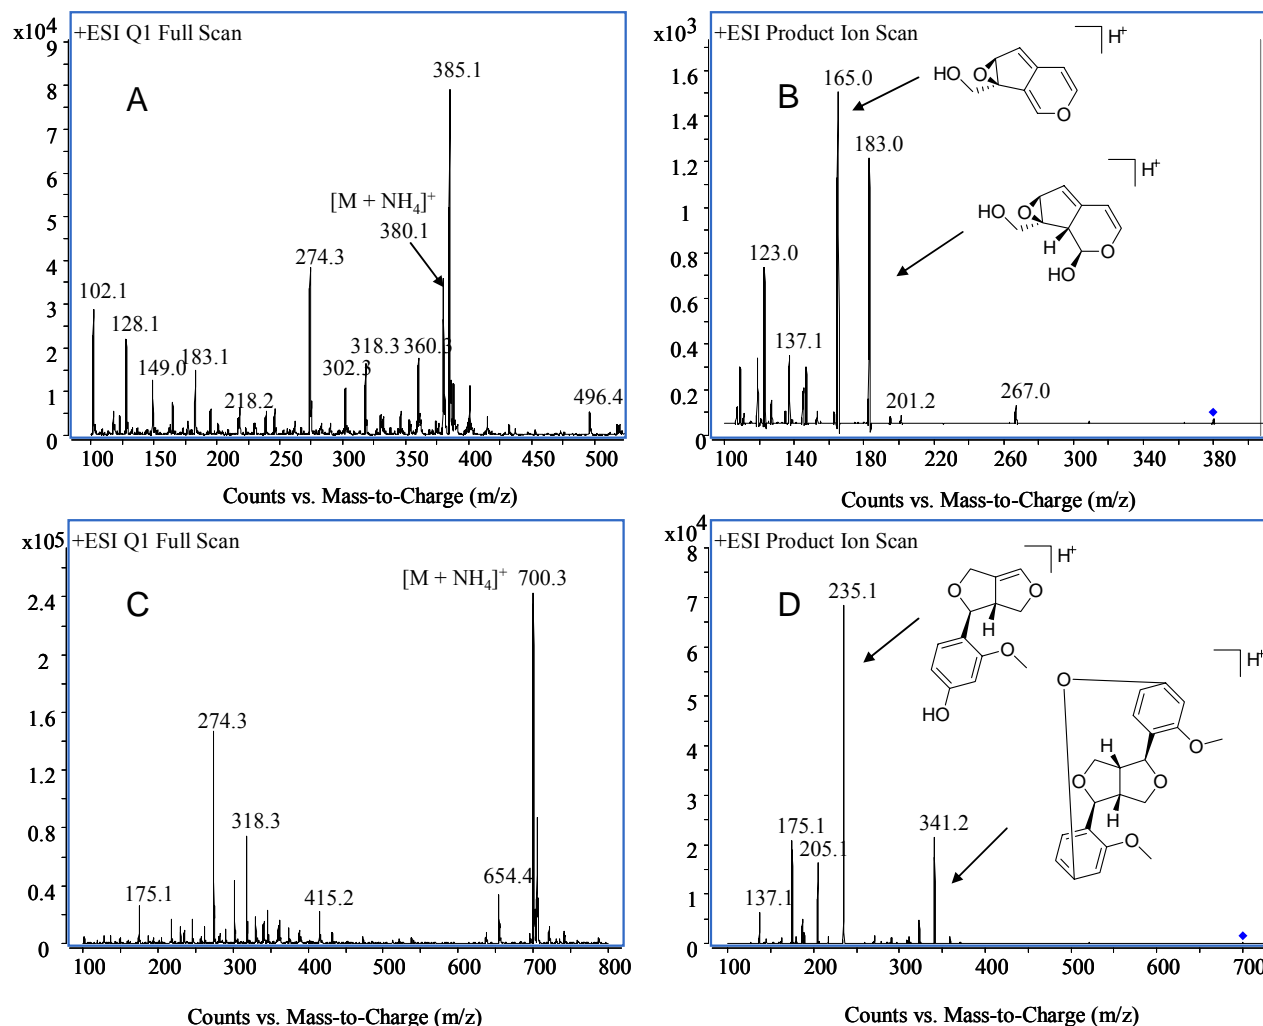 +ESI Q1 Full Scan
x10⁴
A
9
8
7
6
5
4
3
2
1
0
385.1
[M + NH₄]⁺
380.1
274.3
102.1
128.1
149.0
183.1
218.2
302.3
318.3
360.3
496.4
100 150 200 250 300 350 400 450 500
Counts vs. Mass-to-Charge (m/z)
+ESI Product Ion Scan
x10³
B
1.6
1.4
1.2
1
0.8
0.6
0.4
0.2
0
165.0
183.0
123.0
137.1
201.2
267.0
HO O O H⁺
HO O H O HO H⁺
100 140 180 220 260 300 340 380
Counts vs. Mass-to-Charge (m/z)
+ESI Q1 Full Scan
x10⁵
C
2.4
2
1.6
1.2
0.8
0.4
0
[M + NH₄]⁺ 700.3
274.3
318.3
175.1
415.2
654.4
100 200 300 400 500 600 700 800
Counts vs. Mass-to-Charge (m/z)
+ESI Product Ion Scan
x10⁴
D
8
7
6
5
4
3
2
1
0
235.1
175.1
205.1
137.1
341.2
O O H O HO H⁺
O O H O O H O H⁺
100 200 300 400 500 600 700
Counts vs. Mass-to-Charge (m/z)